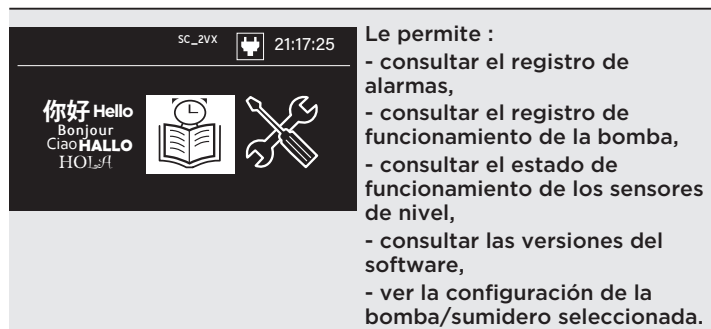 SC_2VX 21:17:25
你好 Hello
Bonjour
Ciao HALLO
HOLA
Le permite :
- consultar el registro de
alarmas,
- consultar el registro de
funcionamiento de la bomba,
- consultar el estado de
funcionamiento de los sensores
de nivel,
- consultar las versiones del
software,
- ver la configuración de la
bomba/sumidero seleccionada.